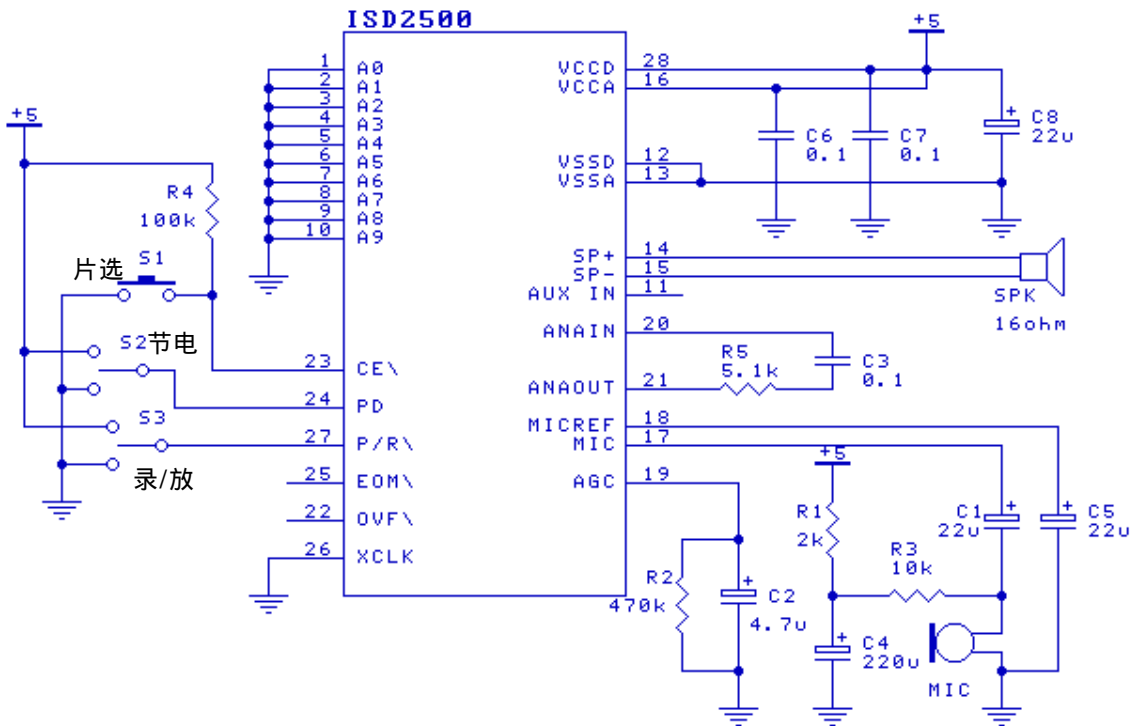 ISD2500
+5
1 A0
2 A1
3 A2
4 A3
5 A4
6 A5
7 A6
8 A7
9 A8
10 A9
VCCD 28
VCCA 16
VSSD 12
VSSA 13
C6
0.1
C7
0.1
C8
22u
+
+5
R4
100k
S1
片选
S2节电
S3
录/放
23 CE\
24 PD
27 P/R\
25 EOM\
22 OVF\
26 XCLK
SP+ 14
SP- 15
AUX IN 11
SPK
16ohm
ANAIN 20
ANAOUT 21
R5
5.1k
C3
0.1
MICREF 18
MIC 17
AGC 19
+5
R1
2k
R3
10k
C1
22u
+
C5
22u
+
R2
470k
C2
4.7u
+
C4
220u
+
MIC